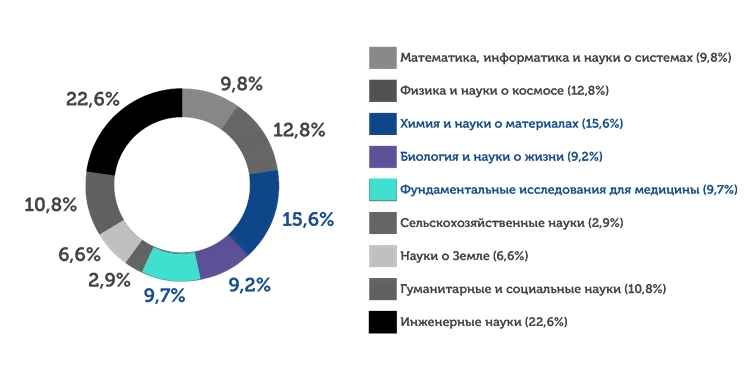 9,8%
12,8%
15,6%
9,2%
9,7%
2,9%
6,6%
10,8%
22,6%
Математика, информатика и науки о системах (9,8%)
Физика и науки о космосе (12,8%)
Химия и науки о материалах (15,6%)
Биология и науки о жизни (9,2%)
Фундаментальные исследования для медицины (9,7%)
Сельскохозяйственные науки (2,9%)
Науки о Земле (6,6%)
Гуманитарные и социальные науки (10,8%)
Инженерные науки (22,6%)